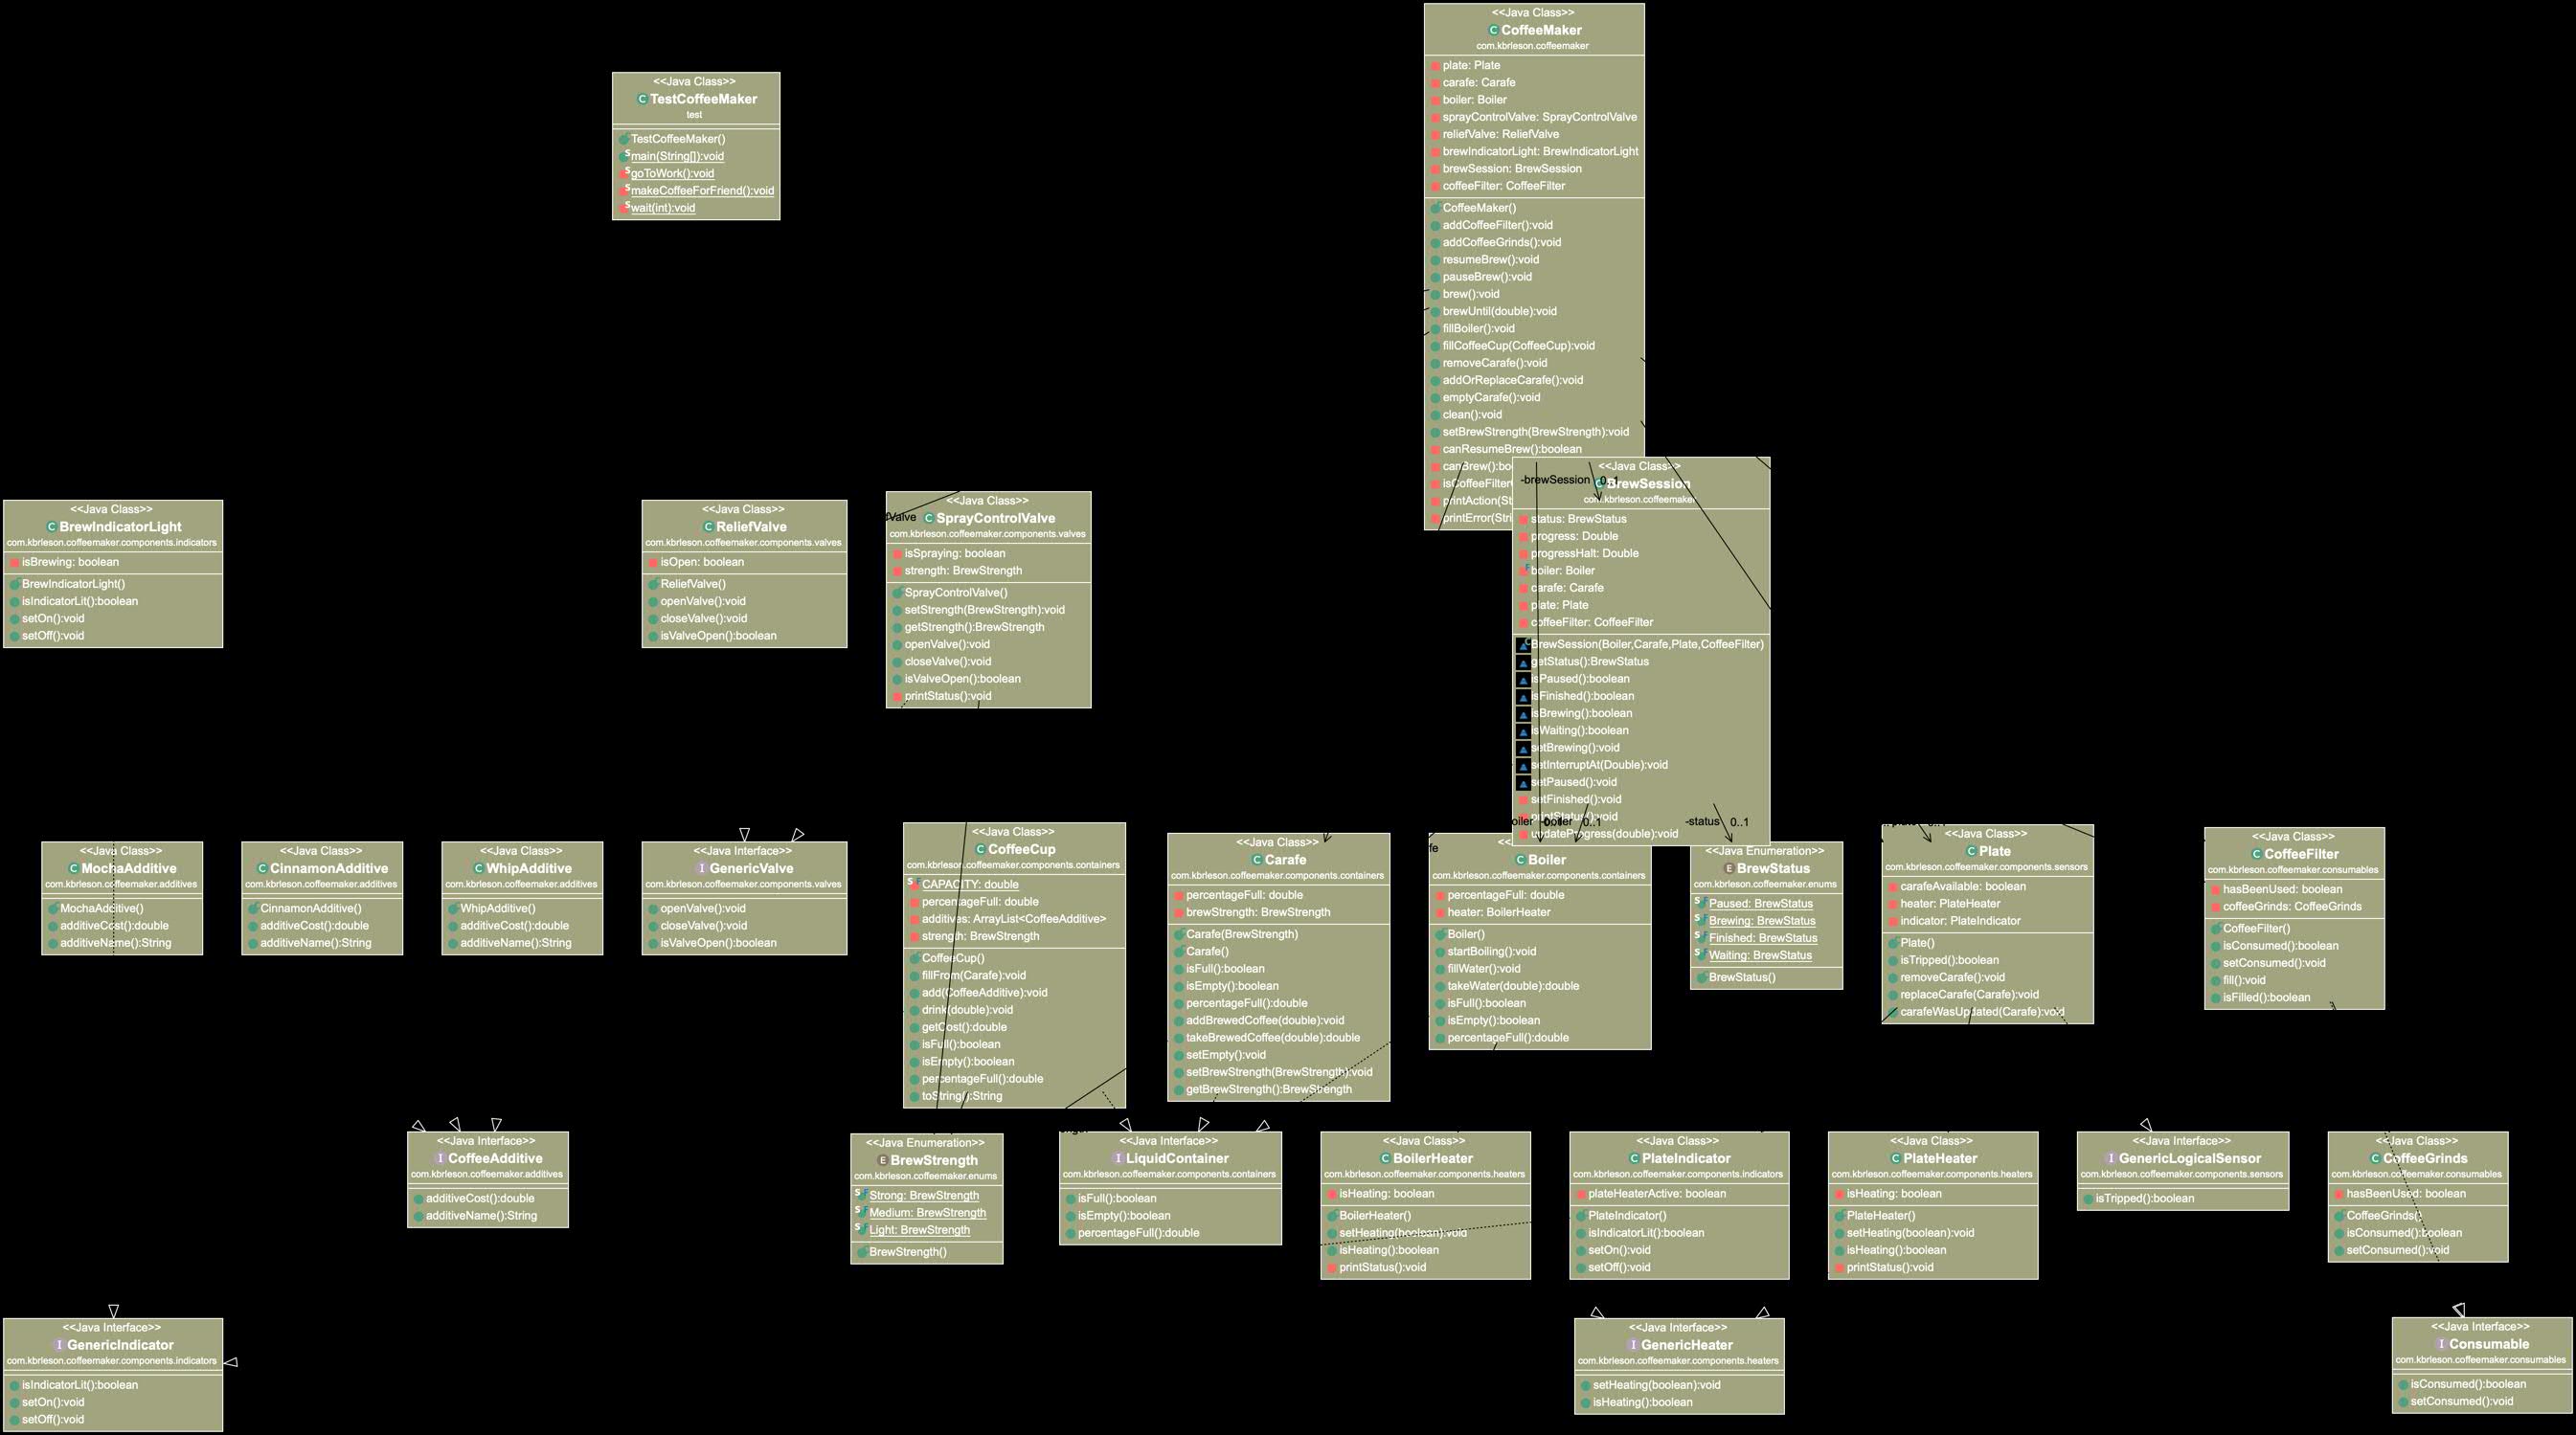 <<Java Class>>
CoffeeMaker
com.kbrleson.coffeemaker
plate: Plate
carafe: Carafe
boiler: Boiler
sprayControlValve: SprayControlValve
reliefValve: ReliefValve
brewIndicatorLight: BrewIndicatorLight
brewSession: BrewSession
coffeeFilter: CoffeeFilter
CoffeeMaker()
addCoffeeFilter():void
addCoffeeGrinds():void
resumeBrew():void
pauseBrew():void
brew():void
brewUntil(double):void
fillBoiler():void
fillCoffeeCup(CoffeeCup):void
removeCarafe():void
addOrReplaceCarafe():void
emptyCarafe():void
clean():void
setBrewStrength(BrewStrength):void
canResumeBrew():boolean
canBrew():bo
isCoffeeFilter
printAction(St
printError(Stri
<<Java Class>>
TestCoffeeMaker
test
TestCoffeeMaker()
main(String[]):void
goToWork():void
makeCoffeeForFriend():void
wait(int):void
<<Java Class>>
BrewSession
com.kbrleson.coffeemaker
-brewSession 0..1
status: BrewStatus
progress: Double
progressHalt: Double
boiler: Boiler
carafe: Carafe
plate: Plate
coffeeFilter: CoffeeFilter
BrewSession(Boiler,Carafe,Plate,CoffeeFilter)
getStatus():BrewStatus
isPaused():boolean
isFinished():boolean
isBrewing():boolean
isWaiting():boolean
setBrewing():void
setInterruptAt(Double):void
setPaused():void
setFinished():void
printStatus():void
updateProgress(double):void
-status 0..1
0..1
<<Java Class>>
BrewIndicatorLight
com.kbrleson.coffeemaker.components.indicators
isBrewing: boolean
BrewIndicatorLight()
isIndicatorLit():boolean
setOn():void
setOff():void
<<Java Class>>
ReliefValve
com.kbrleson.coffeemaker.components.valves
isOpen: boolean
ReliefValve()
openValve():void
closeValve():void
isValveOpen():boolean
<<Java Class>>
Valve
SprayControlValve
com.kbrleson.coffeemaker.components.valves
isSpraying: boolean
strength: BrewStrength
SprayControlValve()
setStrength(BrewStrength):void
getStrength():BrewStrength
openValve():void
closeValve():void
isValveOpen():boolean
printStatus():void
<<Java Class>>
MochaAdditive
com.kbrleson.coffeemaker.additives
MochaAdditive()
additiveCost():double
additiveName():String
<<Java Class>>
CinnamonAdditive
com.kbrleson.coffeemaker.additives
CinnamonAdditive()
additiveCost():double
additiveName():String
<<Java Class>>
WhipAdditive
com.kbrleson.coffeemaker.additives
WhipAdditive()
additiveCost():double
additiveName():String
<<Java Interface>>
GenericValve
com.kbrleson.coffeemaker.components.valves
openValve():void
closeValve():void
isValveOpen():boolean
<<Java Class>>
CoffeeCup
com.kbrleson.coffeemaker.components.containers
CAPACITY: double
percentageFull: double
additives: ArrayList<CoffeeAdditive>
strength: BrewStrength
CoffeeCup()
fillFrom(Carafe):void
add(CoffeeAdditive):void
drink(double):void
getCost():double
isFull():boolean
isEmpty():boolean
percentageFull():double
toString():String
<<Java Class>>
Carafe
com.kbrleson.coffeemaker.components.containers
percentageFull: double
brewStrength: BrewStrength
Carafe(BrewStrength)
Carafe()
isFull():boolean
isEmpty():boolean
percentageFull():double
addBrewedCoffee(double):void
takeBrewedCoffee(double):double
setEmpty():void
setBrewStrength(BrewStrength):void
getBrewStrength():BrewStrength
Boiler
com.kbrleson.coffeemaker.components.containers
percentageFull: double
heater: BoilerHeater
Boiler()
startBoiling():void
fillWater():void
takeWater(double):double
isFull():boolean
isEmpty():boolean
percentageFull():double
<<Java Enumeration>>
BrewStatus
com.kbrleson.coffeemaker.enums
Paused: BrewStatus
Brewing: BrewStatus
Finished: BrewStatus
Waiting: BrewStatus
BrewStatus()
<<Java Class>>
Plate
com.kbrleson.coffeemaker.components.sensors
carafeAvailable: boolean
heater: PlateHeater
indicator: PlateIndicator
Plate()
isTripped():boolean
removeCarafe():void
replaceCarafe(Carafe):void
carafeWasUpdated(Carafe):void
<<Java Class>>
CoffeeFilter
com.kbrleson.coffeemaker.consumables
hasBeenUsed: boolean
coffeeGrinds: CoffeeGrinds
CoffeeFilter()
isConsumed():boolean
setConsumed():void
fill():void
isFilled():boolean
<<Java Interface>>
CoffeeAdditive
com.kbrleson.coffeemaker.additives
additiveCost():double
additiveName():String
<<Java Enumeration>>
BrewStrength
com.kbrleson.coffeemaker.enums
Strong: BrewStrength
Medium: BrewStrength
Light: BrewStrength
BrewStrength()
<<Java Interface>>
LiquidContainer
com.kbrleson.coffeemaker.components.containers
isFull():boolean
isEmpty():boolean
percentageFull():double
<<Java Class>>
BoilerHeater
com.kbrleson.coffeemaker.components.heaters
isHeating: boolean
BoilerHeater()
setHeating(boolean):void
isHeating():boolean
printStatus():void
<<Java Class>>
PlateIndicator
com.kbrleson.coffeemaker.components.indicators
plateHeaterActive: boolean
PlateIndicator()
isIndicatorLit():boolean
setOn():void
setOff():void
<<Java Class>>
PlateHeater
com.kbrleson.coffeemaker.components.heaters
isHeating: boolean
PlateHeater()
setHeating(boolean):void
isHeating():boolean
printStatus():void
<<Java Interface>>
GenericLogicalSensor
com.kbrleson.coffeemaker.components.sensors
isTripped():boolean
<<Java Class>>
CoffeeGrinds
com.kbrleson.coffeemaker.consumables
hasBeenUsed: boolean
CoffeeGrinds()
isConsumed():boolean
setConsumed():void
<<Java Interface>>
GenericIndicator
com.kbrleson.coffeemaker.components.indicators
isIndicatorLit():boolean
setOn():void
setOff():void
<<Java Interface>>
GenericHeater
com.kbrleson.coffeemaker.components.heaters
setHeating(boolean):void
isHeating():boolean
<<Java Interface>>
Consumable
com.kbrleson.coffeemaker.consumables
isConsumed():boolean
setConsumed():void